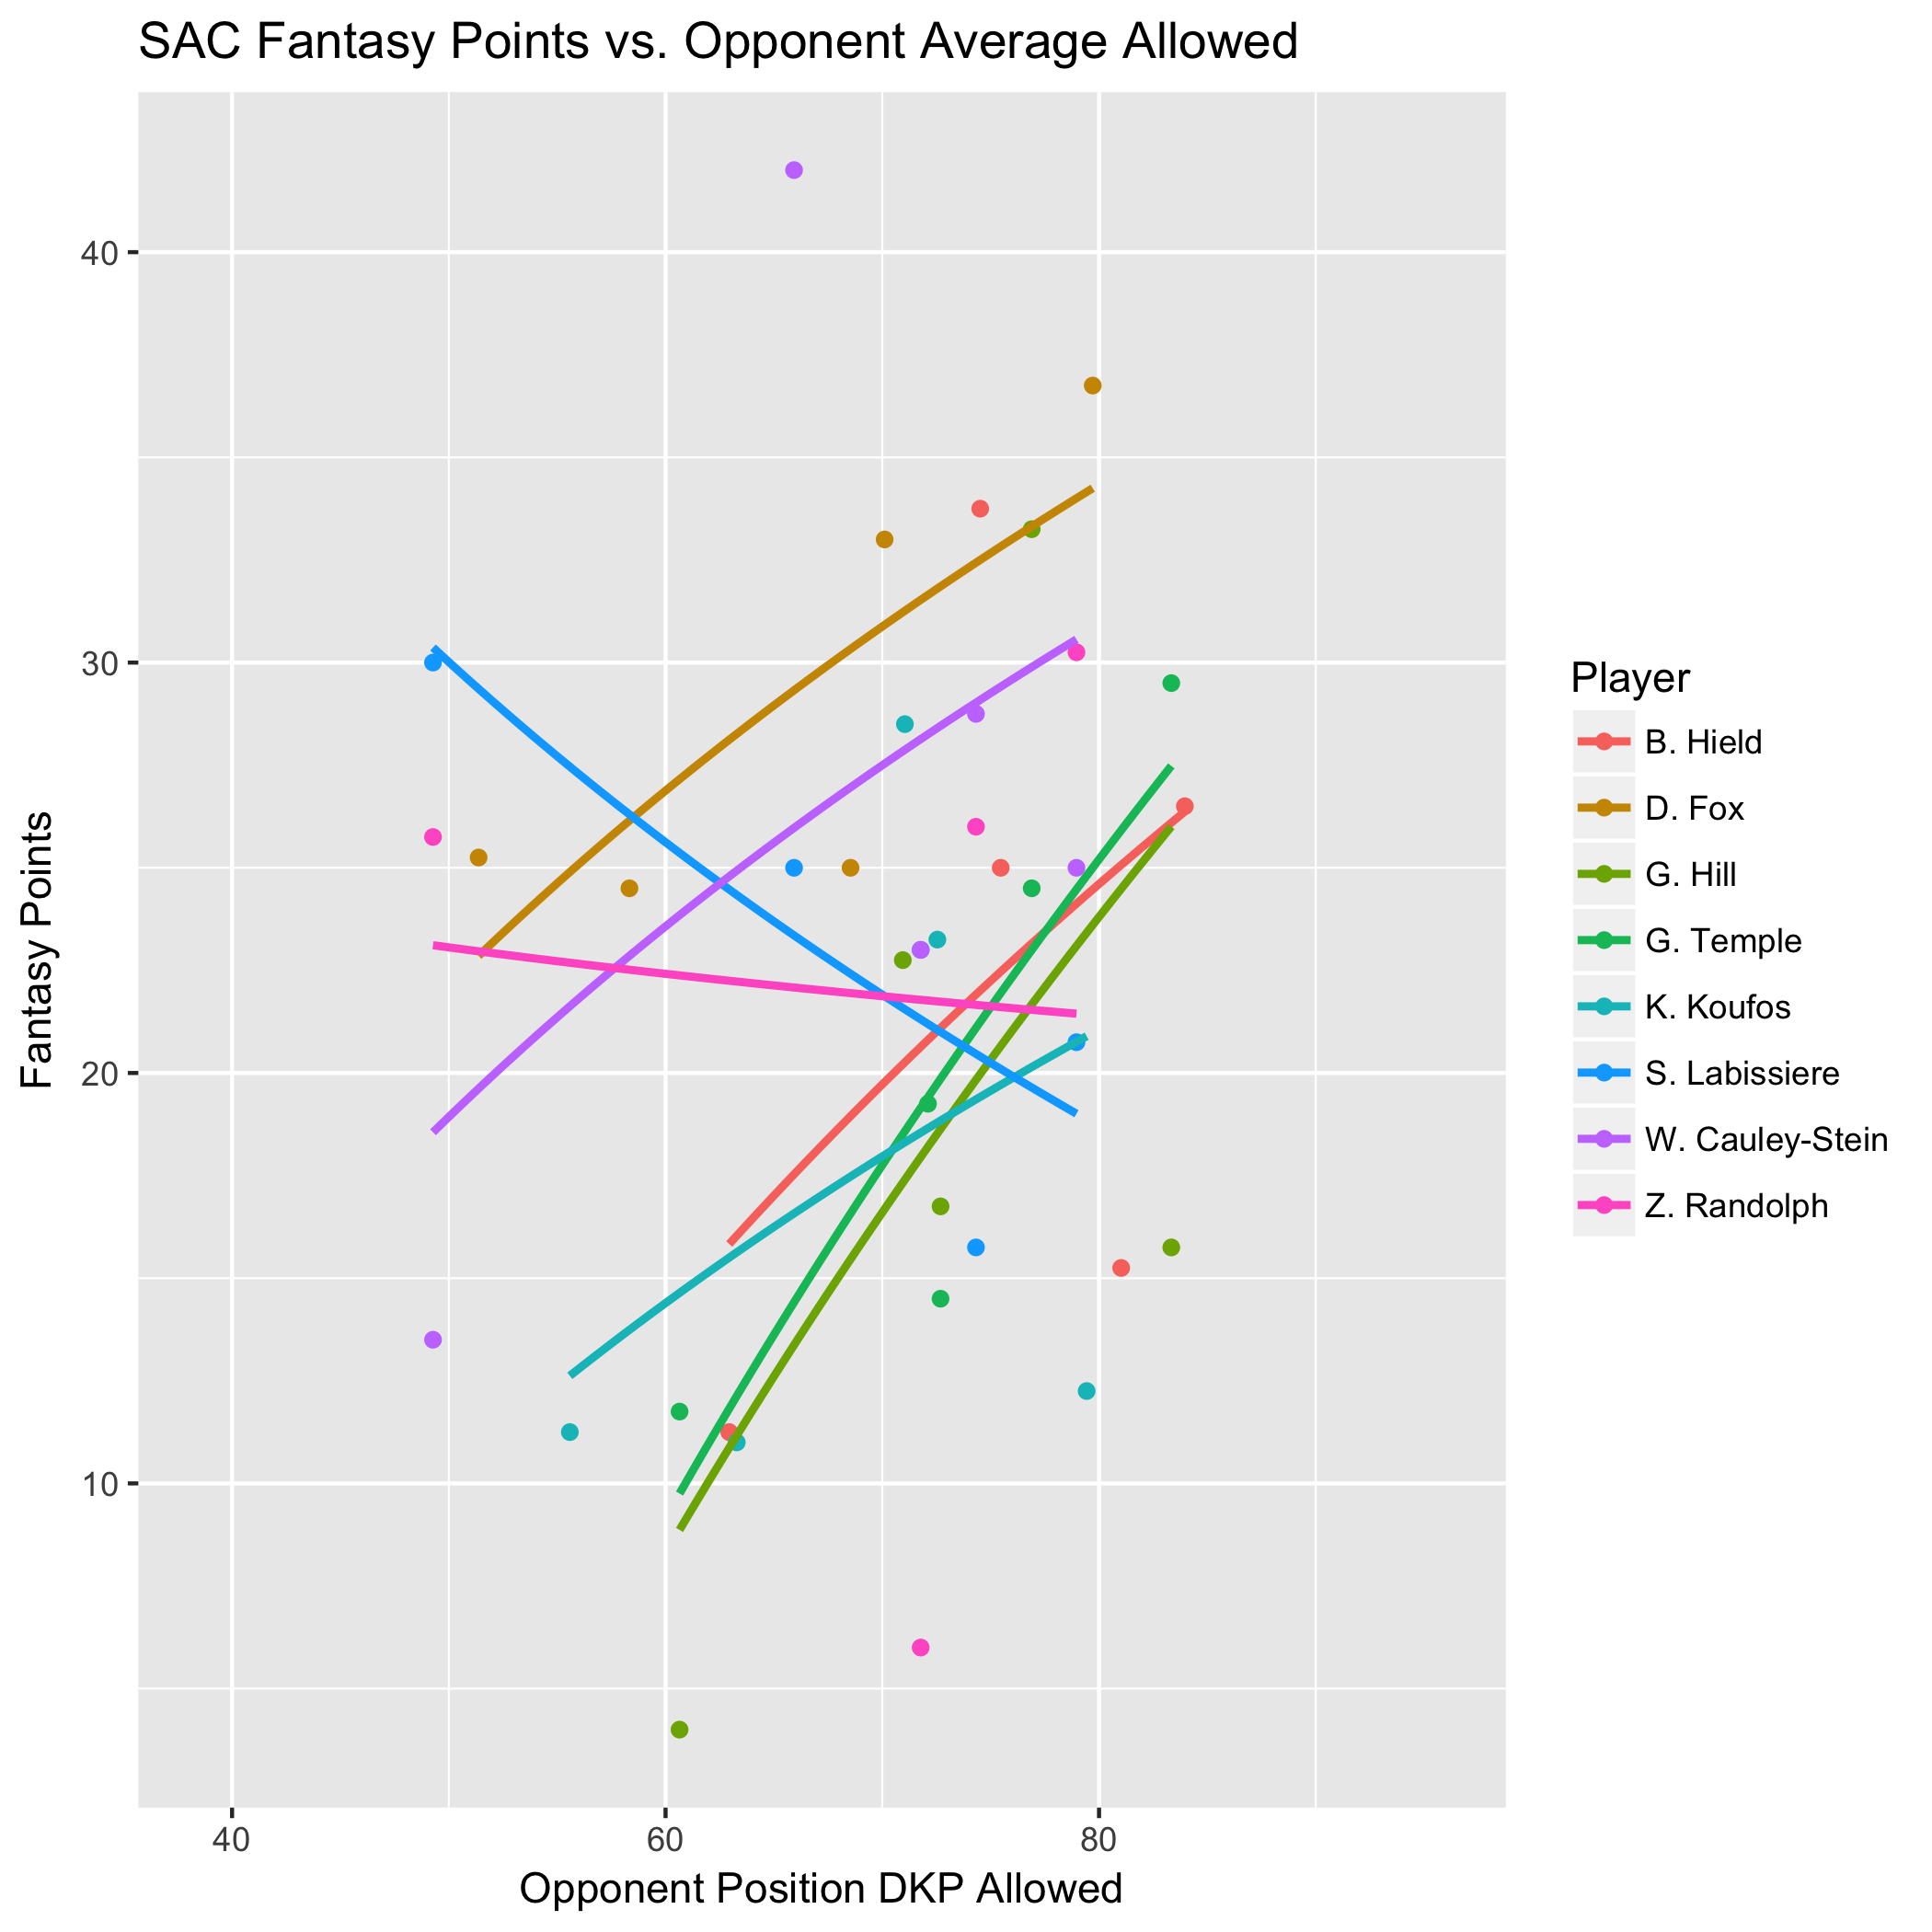 SAC Fantasy Points vs. Opponent Average Allowed
Fantasy Points
40
30
20
10
40
60
80
Opponent Position DKP Allowed
Player
B. Hield
D. Fox
G. Hill
G. Temple
K. Koufos
S. Labissiere
W. Cauley-Stein
Z. Randolph